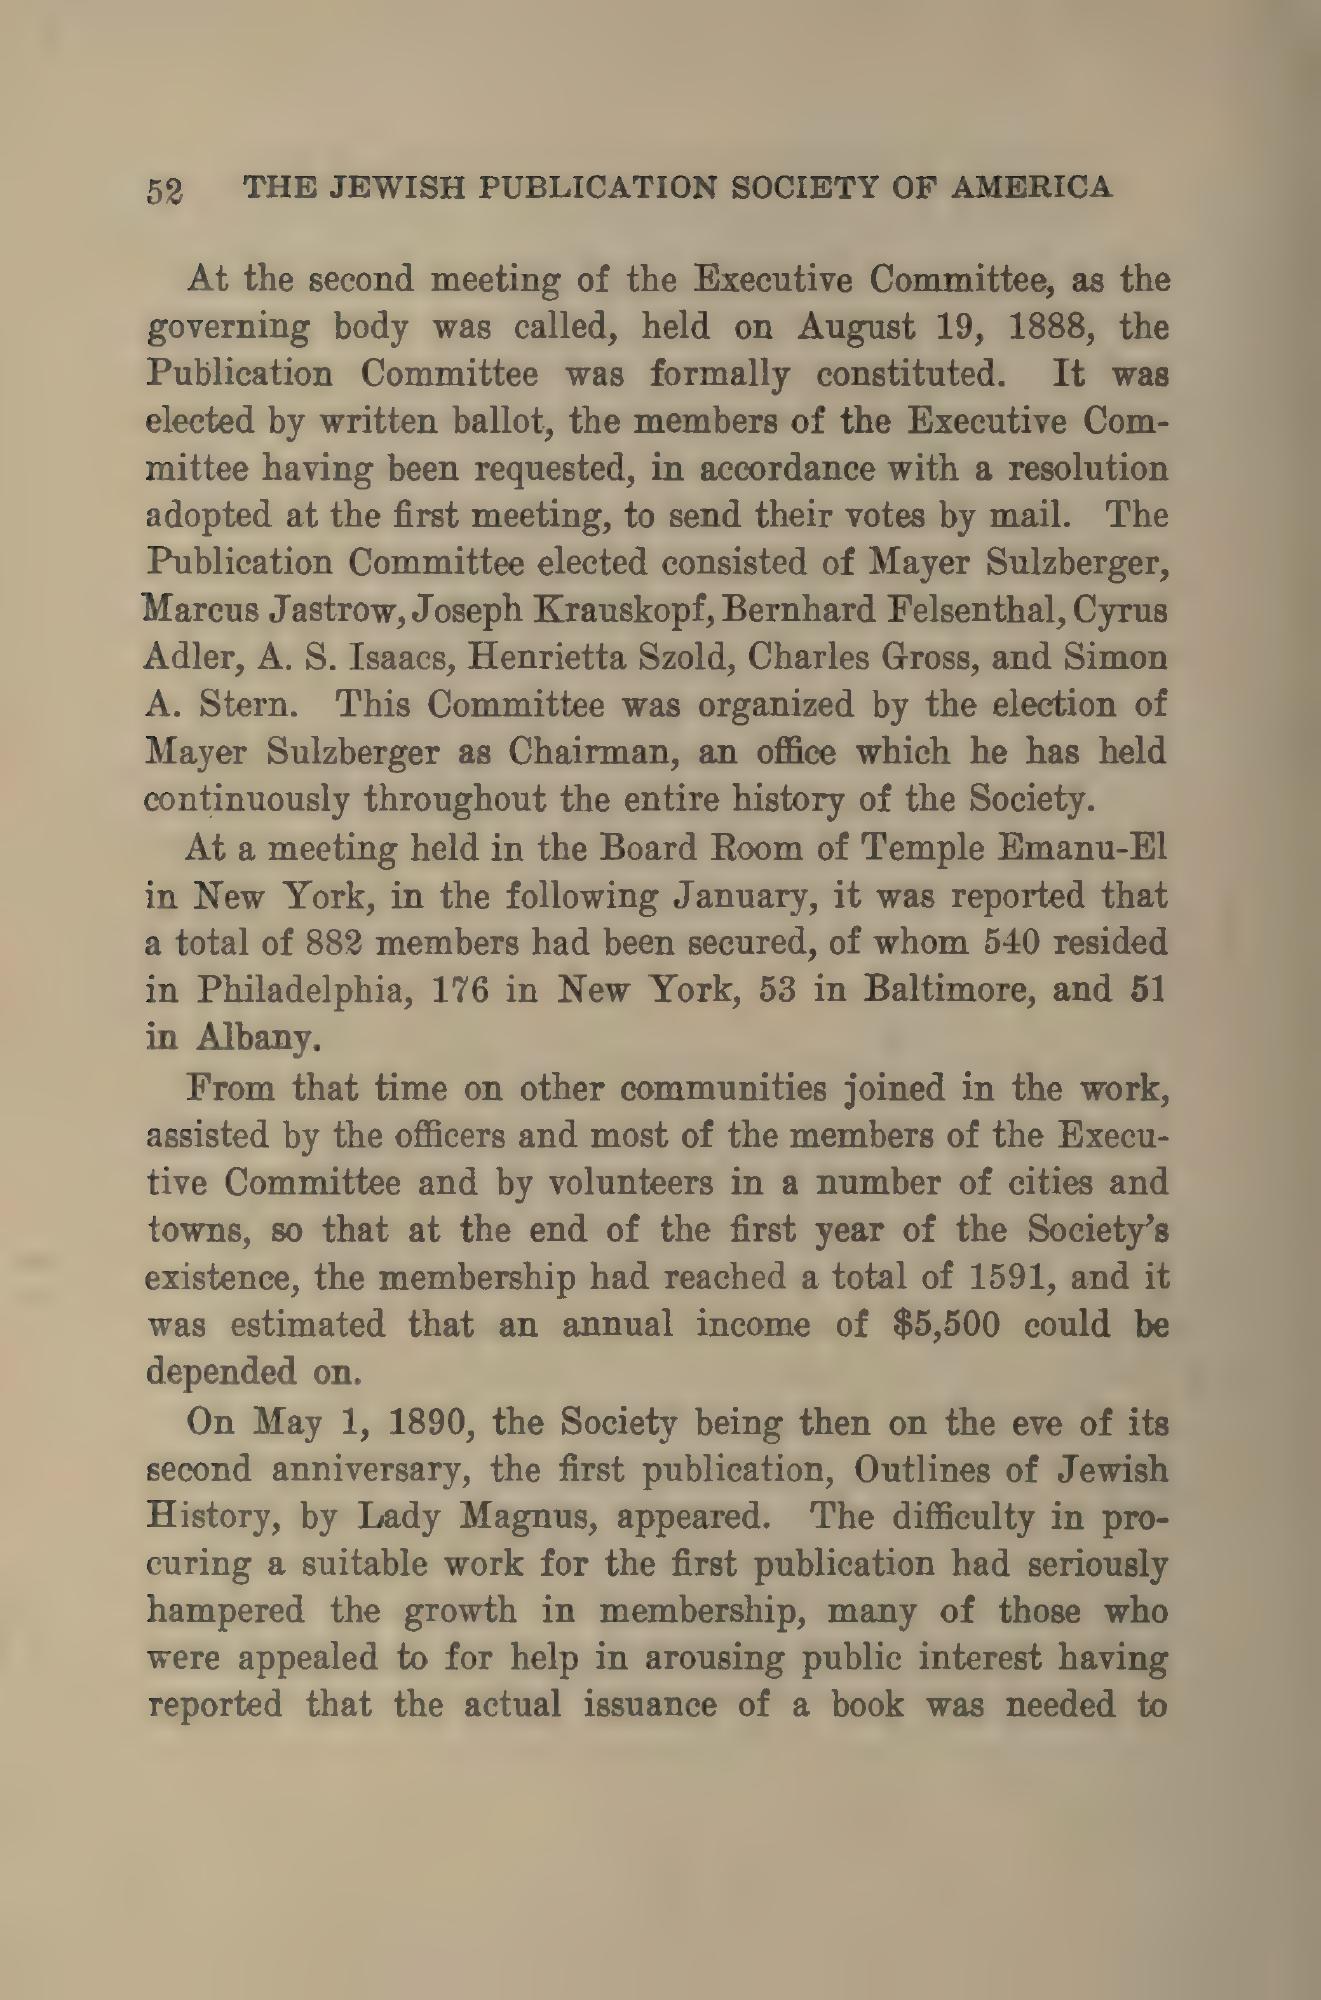 52 THE JEWISH PUBLICATION SOCIETY OF AMERICA
At the second meeting of the Executive Committee, as the
governing body was called, held on August 19, 1888, the
Publication Committee was formally constituted. It was
elected by written ballot, the members of the Executive Com-
mittee having been requested, in accordance with a resolution
adopted at the first meeting, to send their votes by mail. The
Publication Committee elected consisted of Mayer Sulzberger,
Marcus Jastrow, Joseph Krauskopf, Bernhard Felsenthal, Cyrus
Adler, A. S. Isaacs, Henrietta Szold, Charles Gross, and Simon
A. Stern. This Committee was organized by the election of
Mayer Sulzberger as Chairman, an office which he has held
continuously throughout the entire history of the Society.
At a meeting held in the Board Room of Temple Emanu-El
in New York, in the following January, it was reported that
a total of 882 members had been secured, of whom 540 resided
in Philadelphia, 176 in New York, 53 in Baltimore, and 51
in Albany.
From that time on other communities joined in the work,
assisted by the officers and most of the members of the Execu-
tive Committee and by volunteers in a number of cities and
towns, so that at the end of the first year of the Society's
existence, the membership had reached a total of 1591, and it
was estimated that an annual income of $5,500 could be
depended on.
On May 1, 1890, the Society being then on the eve of its
second anniversary, the first publication, Outlines of Jewish
History, by Lady Magnus, appeared. The difficulty in pro-
curing a suitable work for the first publication had seriously
hampered the growth in membership, many of those who
were appealed to for help in arousing public interest having
reported that the actual issuance of a book was needed to